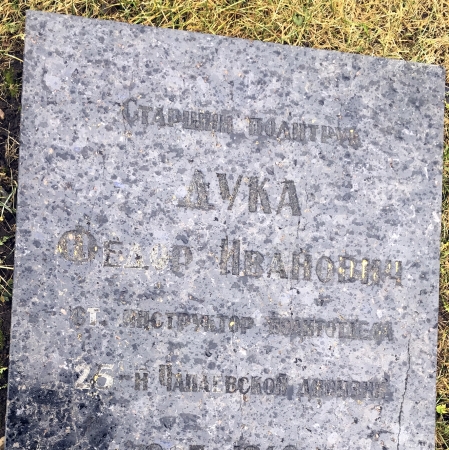 Старший политрук
ДУКА
Федор Иванович
ст. инструктор политотдела
25-й Чапаевской дивизии